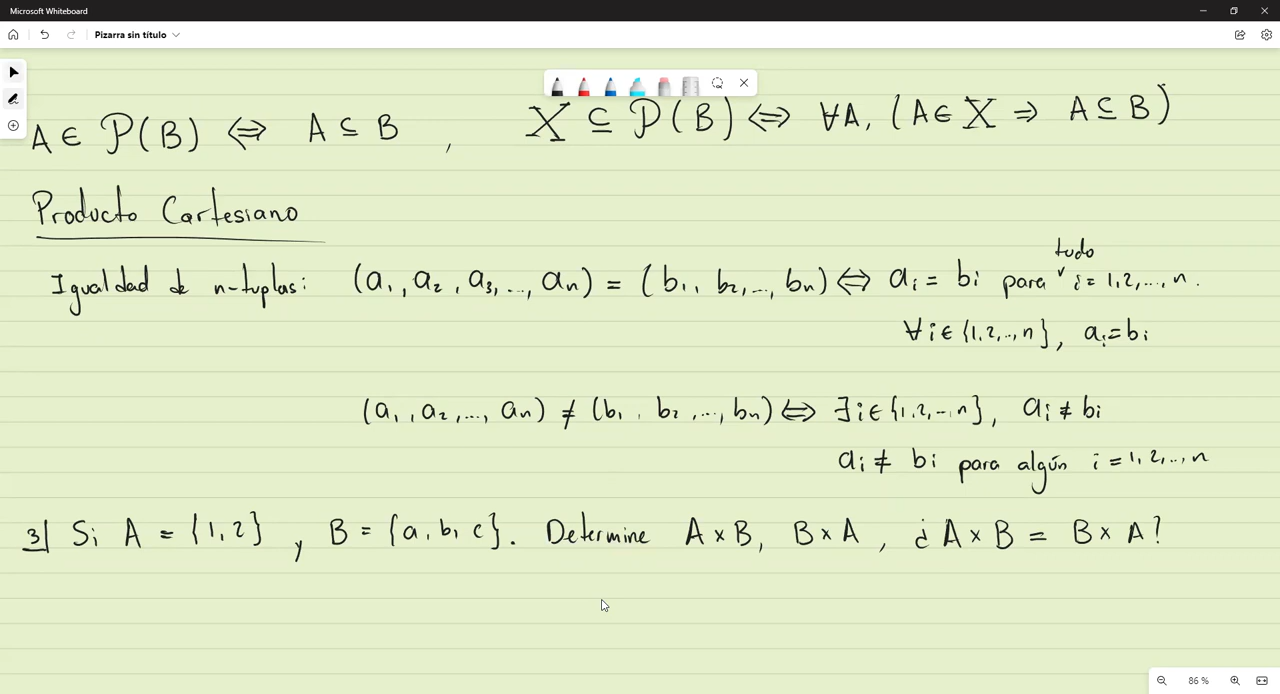 Microsoft Whiteboard
Pizarra sin título
A ∈ P(B) ⇔ A ⊆ B , X ⊆ P(B) ⇔ ∀A, (A ∈ X ⇒ A ⊆ B)
Producto Cartesiano
todo
Igualdad de n-tuplas: (a₁, a₂, a₃, ..., aₙ) = (b₁, b₂, ..., bₙ) ⇔ aᵢ = bᵢ para ˅ i = 1, 2, ..., n.
∀i ∈ {1, 2, .., n}, aᵢ = bᵢ
(a₁, a₂, ..., aₙ) ≠ (b₁, b₂, ..., bₙ) ⇔ ∃i ∈ {1, 2, .., n}, aᵢ ≠ bᵢ
aᵢ ≠ bᵢ para algún i = 1, 2, .., n
3| Si A = {1, 2} y B = {a, b, c}. Determine A × B, B × A, ¿A × B = B × A?
86 %